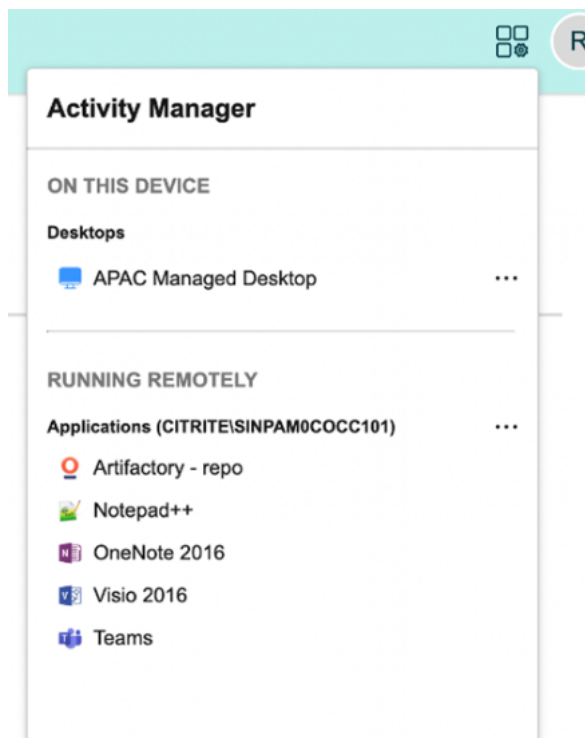 R
Activity Manager
ON THIS DEVICE
Desktops
APAC Managed Desktop
RUNNING REMOTELY
Applications (CITRITE\SINPAM0COCC101)
Artifactory - repo
Notepad++
OneNote 2016
Visio 2016
Teams